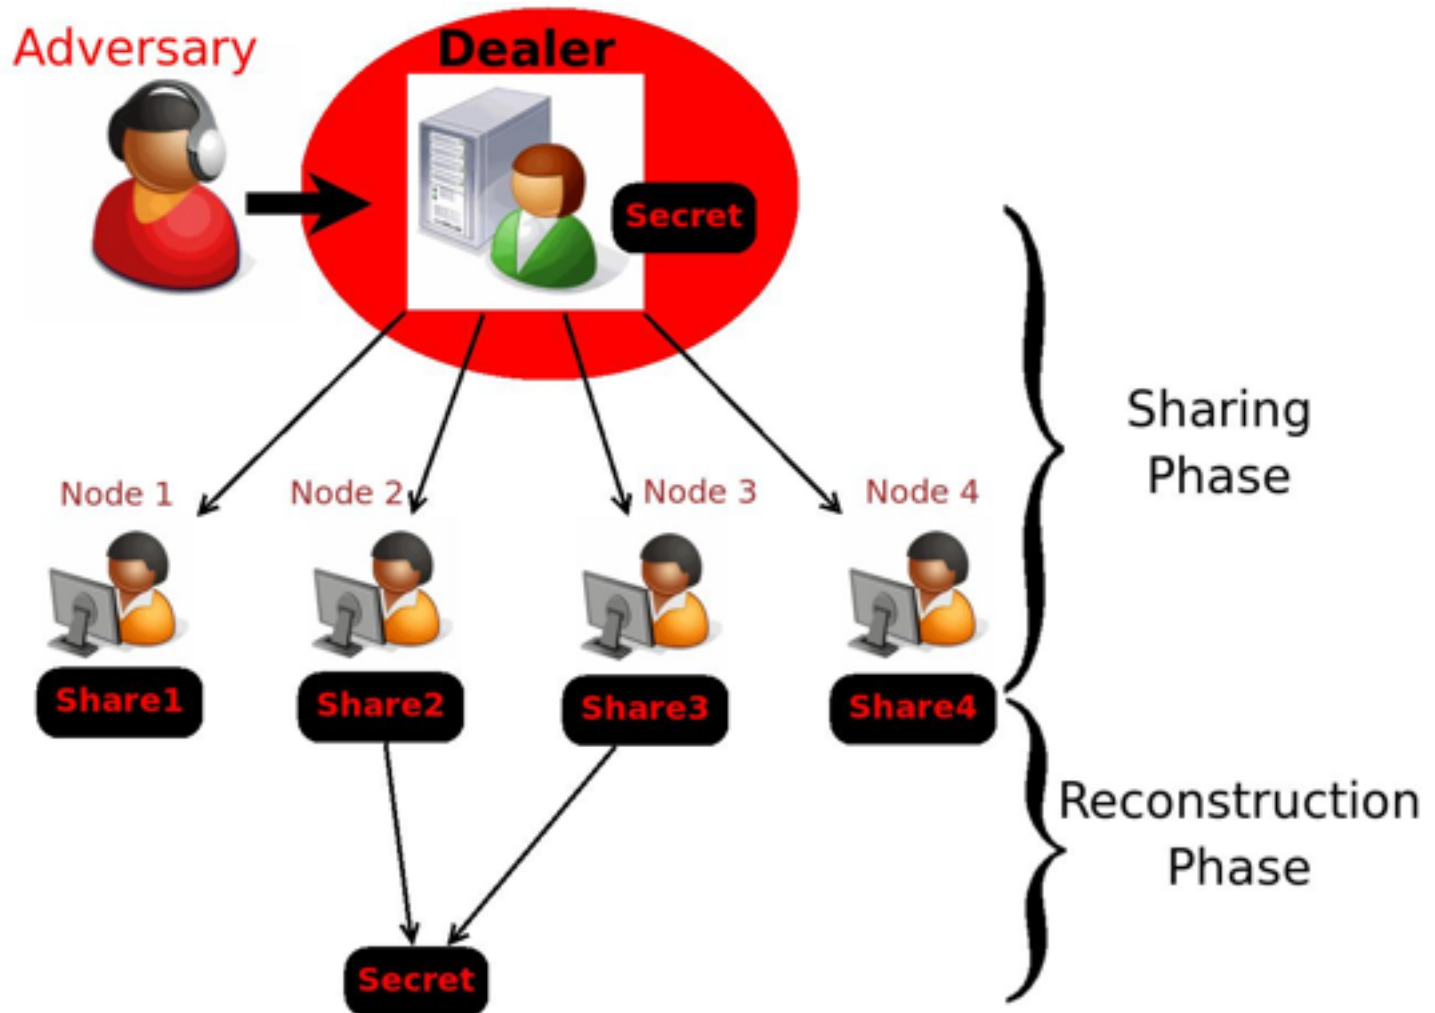 Adversary
Dealer
Secret
Sharing
Phase
Node 1
Node 2
Node 3
Node 4
Share1
Share2
Share3
Share4
Reconstruction
Phase
Secret